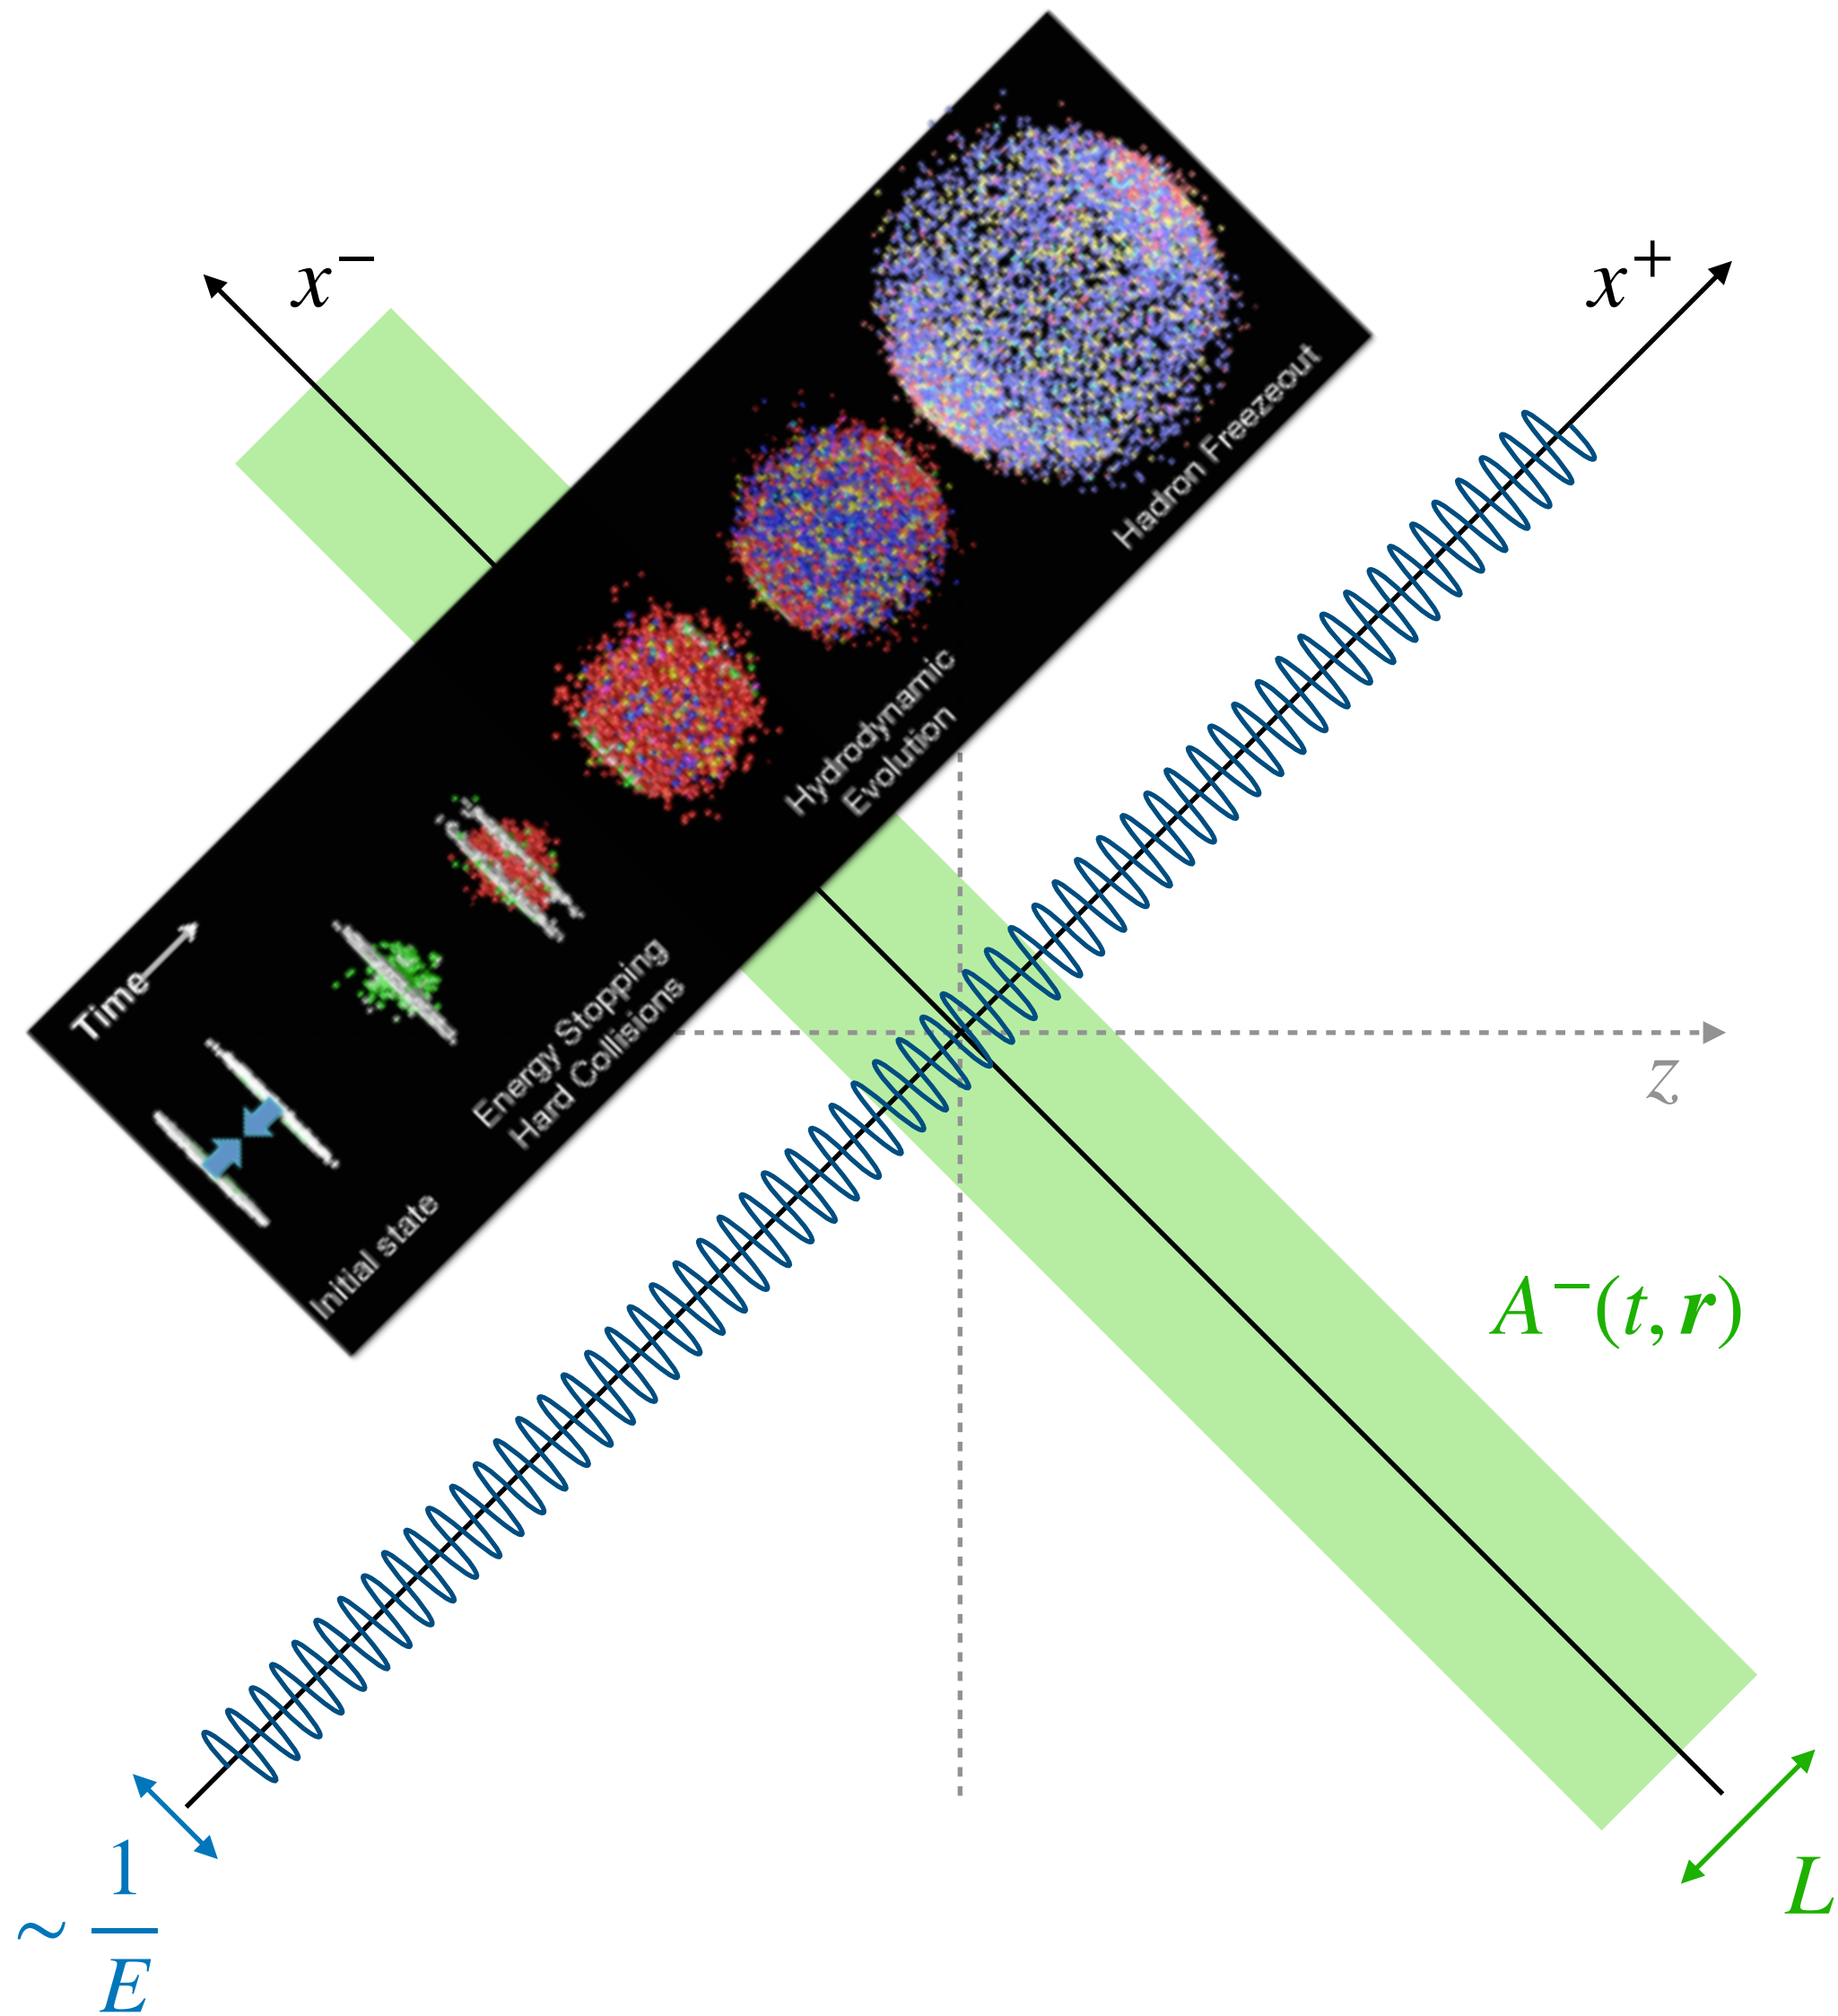 x⁻
x⁺
Hadron Freezeout
Hydrodynamic
Evolution
Time
Energy Stopping
Hard Collisions
z
Initial state
A⁻(t, r)
~ 1/E
L